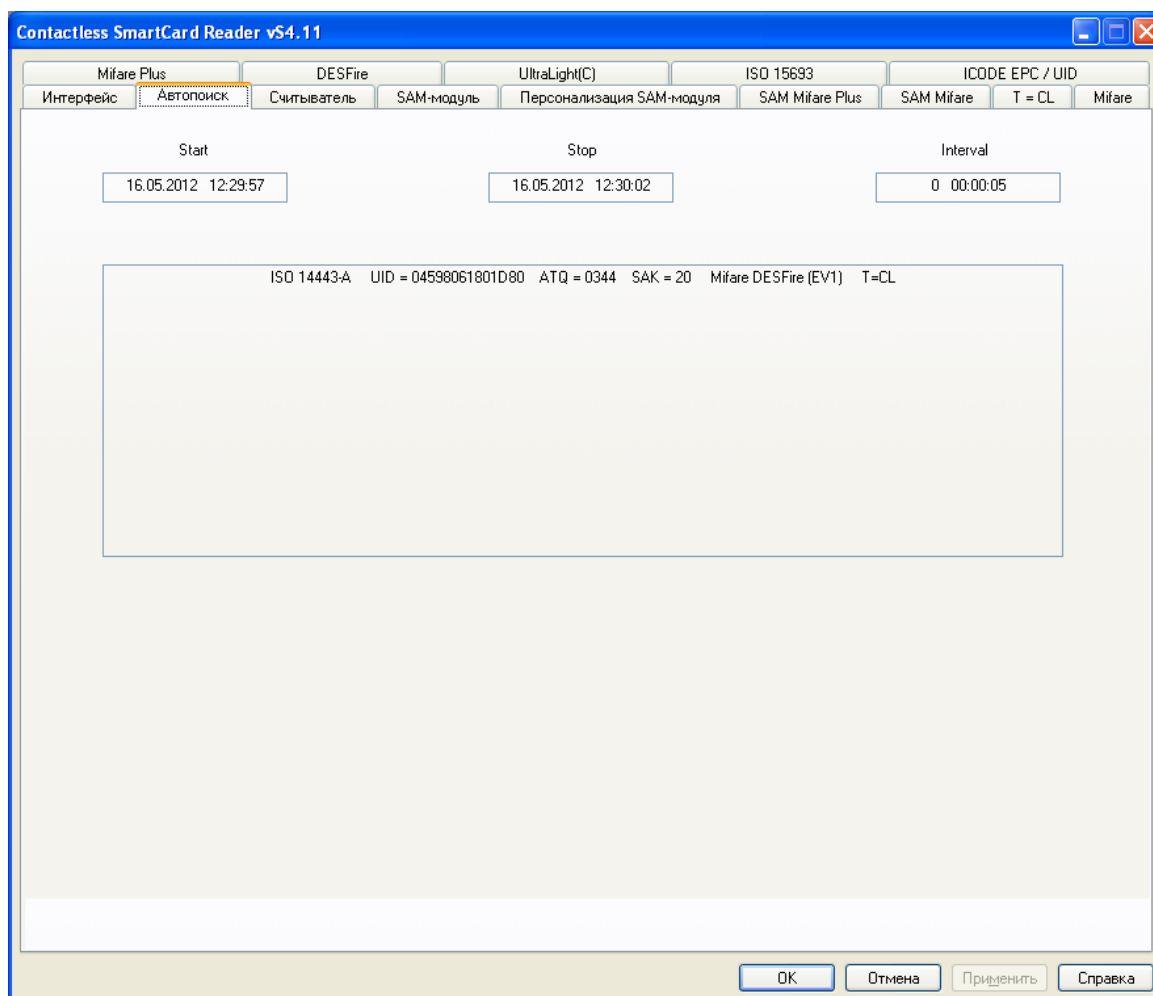 Contactless SmartCard Reader vS4.11
Mifare Plus DESFire UltraLight(C) ISO 15693 ICODE EPC / UID
Интерфейс Автопоиск Считыватель SAM-модуль Персонализация SAM-модуля SAM Mifare Plus SAM Mifare T = CL Mifare
Start Stop Interval
16.05.2012 12:29:57 16.05.2012 12:30:02 0 00:00:05
ISO 14443-A UID = 04598061801D80 ATQ = 0344 SAK = 20 Mifare DESFire (EV1) T=CL
OK Отмена Применить Справка